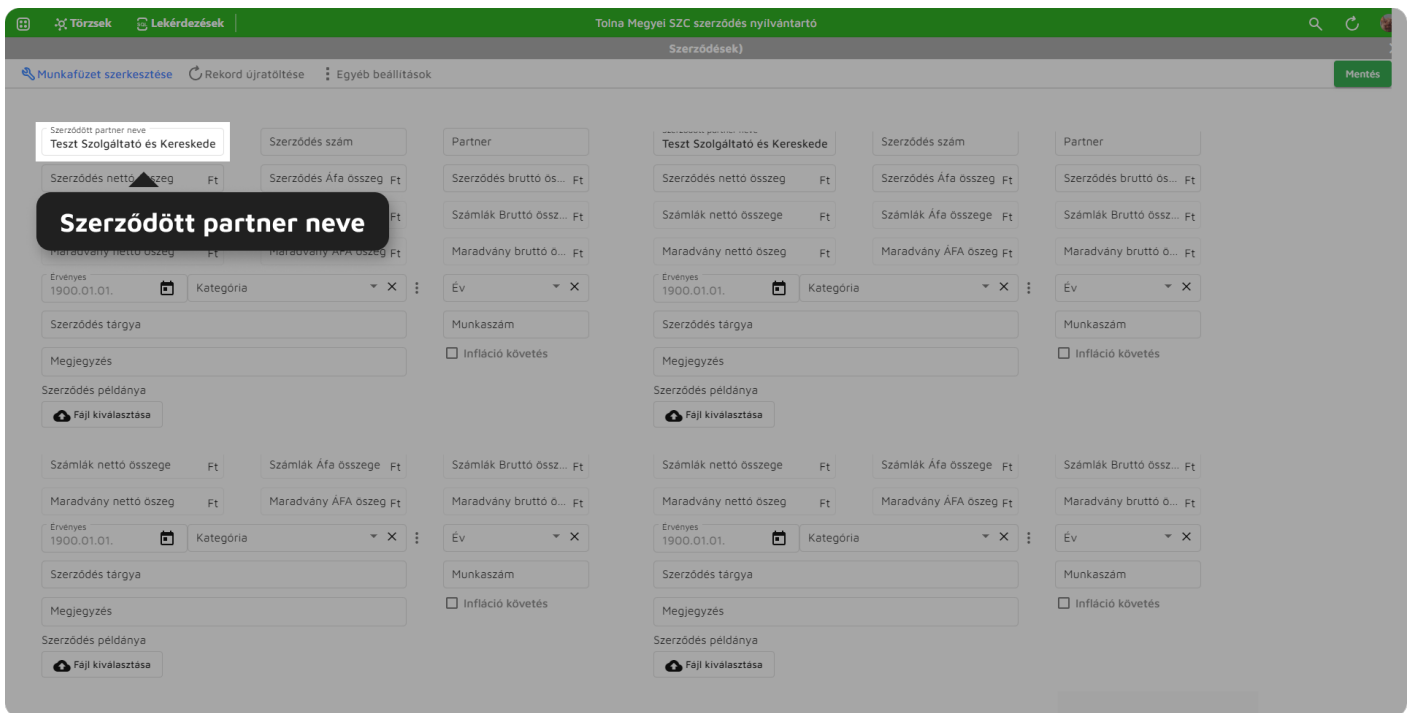 Törzsek Lekérdezések Tolna Megyei SZC szerződés nyilvántartó
Szerződések)
Munkafüzet szerkesztése Rekord újratöltése Egyéb beállítások Mentés
Szerződött partner neve
Teszt Szolgáltató és Kereskede Szerződés szám Partner Teszt Szolgáltató és Kereskede Szerződés szám Partner
Szerződés nettó Ft Szerződés Áfa összeg Ft Szerződés bruttó ös... Ft Szerződés nettó összeg Ft Szerződés Áfa összeg Ft Szerződés bruttó ös... Ft
Szerződött partner neve
Ft Számlák Bruttó össz... Ft Számlák nettó összege Ft Számlák Áfa összege Ft Számlák Bruttó össz... Ft
Maradvány nettó öszeg Ft Maradvány ÁFA öszeg Ft Maradvány bruttó ö... Ft Maradvány nettó öszeg Ft Maradvány ÁFA öszeg Ft Maradvány bruttó ö... Ft
Érvényes Érvényes
1900.01.01. Kategória Év 1900.01.01. Kategória Év
Szerződés tárgya Munkaszám Szerződés tárgya Munkaszám
Megjegyzés Infláció követés Megjegyzés Infláció követés
Szerződés példánya Szerződés példánya
Fájl kiválasztása Fájl kiválasztása
Számlák nettó összege Ft Számlák Áfa összege Ft Számlák Bruttó össz... Ft Számlák nettó összege Ft Számlák Áfa összege Ft Számlák Bruttó össz... Ft
Maradvány nettó öszeg Ft Maradvány ÁFA öszeg Ft Maradvány bruttó ö... Ft Maradvány nettó öszeg Ft Maradvány ÁFA öszeg Ft Maradvány bruttó ö... Ft
Érvényes Érvényes
1900.01.01. Kategória Év 1900.01.01. Kategória Év
Szerződés tárgya Munkaszám Szerződés tárgya Munkaszám
Megjegyzés Infláció követés Megjegyzés Infláció követés
Szerződés példánya Szerződés példánya
Fájl kiválasztása Fájl kiválasztása